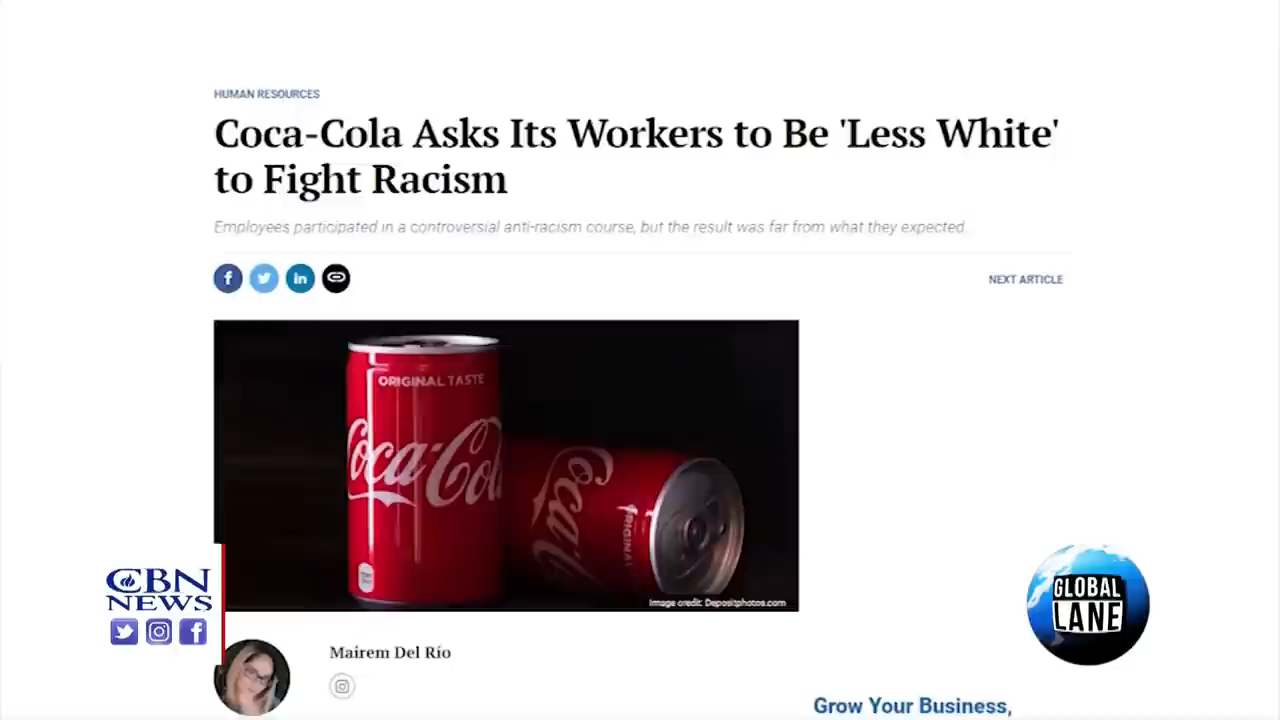 HUMAN RESOURCES
Coca-Cola Asks Its Workers to Be 'Less White'
to Fight Racism
Employees participated in a controversial anti-racism course, but the result was far from what they expected.
NEXT ARTICLE
ORIGINAL TASTE
Coca-Cola
Coca
ORIGINAL
Image credit: Depositphotos.com
CBN
NEWS
GLOBAL
LANE
Mairem Del Río
Grow Your Business,